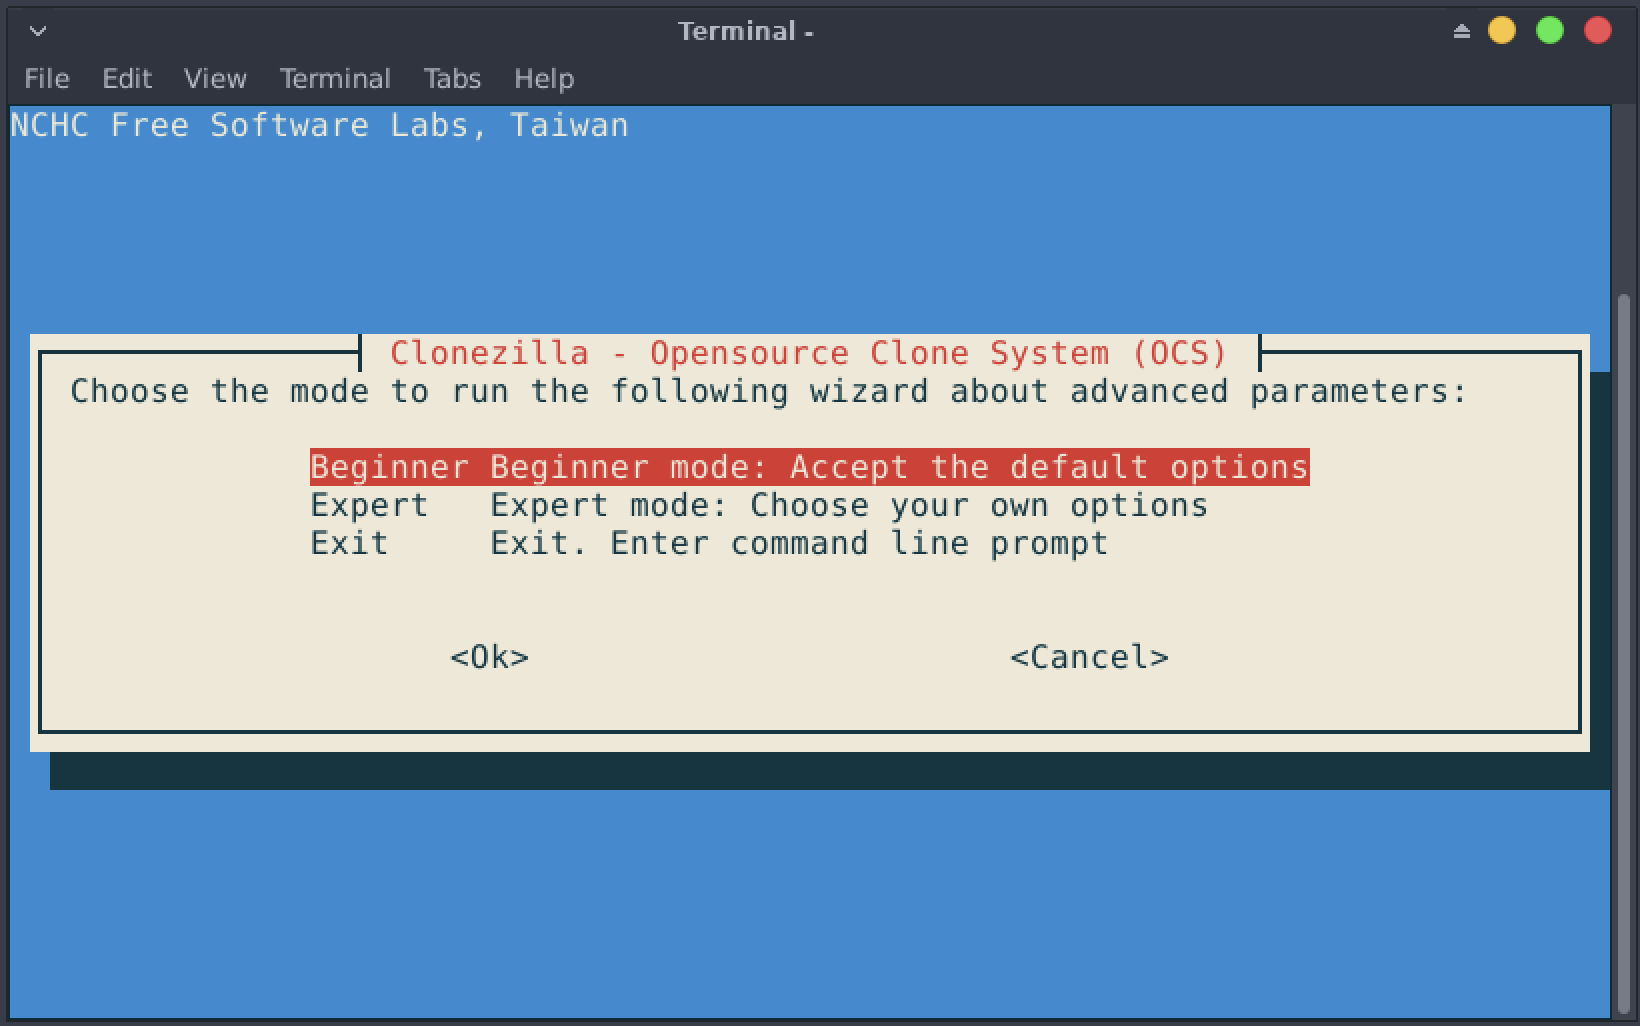 Terminal -
File Edit View Terminal Tabs Help
NCHC Free Software Labs, Taiwan
Clonezilla - Opensource Clone System (OCS)
Choose the mode to run the following wizard about advanced parameters:
Beginner Beginner mode: Accept the default options
Expert Expert mode: Choose your own options
Exit Exit. Enter command line prompt
<Ok> <Cancel>